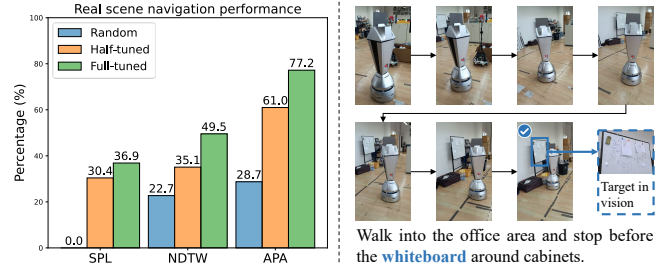 Real scene navigation performance
Percentage (%)
100
80
60
40
20
0
Random
Half-tuned
Full-tuned
0.0
30.4
36.9
22.7
35.1
49.5
28.7
61.0
77.2
SPL
NDTW
APA
Target in
vision
Walk into the office area and stop before
the whiteboard around cabinets.